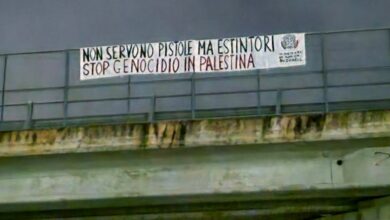 NON SERVONO PISTOLE MA ESTINTORI
STOP GENOCIDIO IN PALESTINA